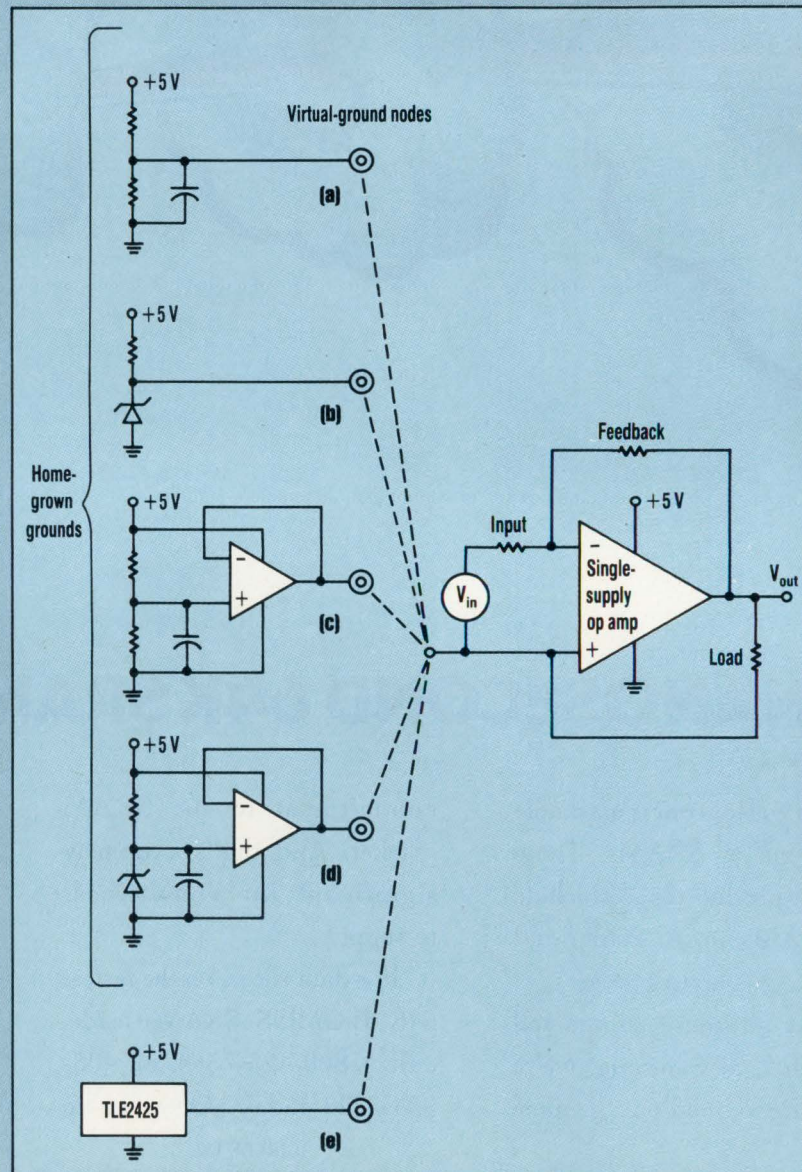 +5 V
Virtual-ground nodes
(a)
+5 V
(b)
Home-
grown
grounds
+5 V
(c)
+5 V
(d)
+5 V
TLE2425
(e)
Feedback
+5 V
Input
−
Single-
supply
op amp
+
V_in
V_out
Load
−
+
−
+